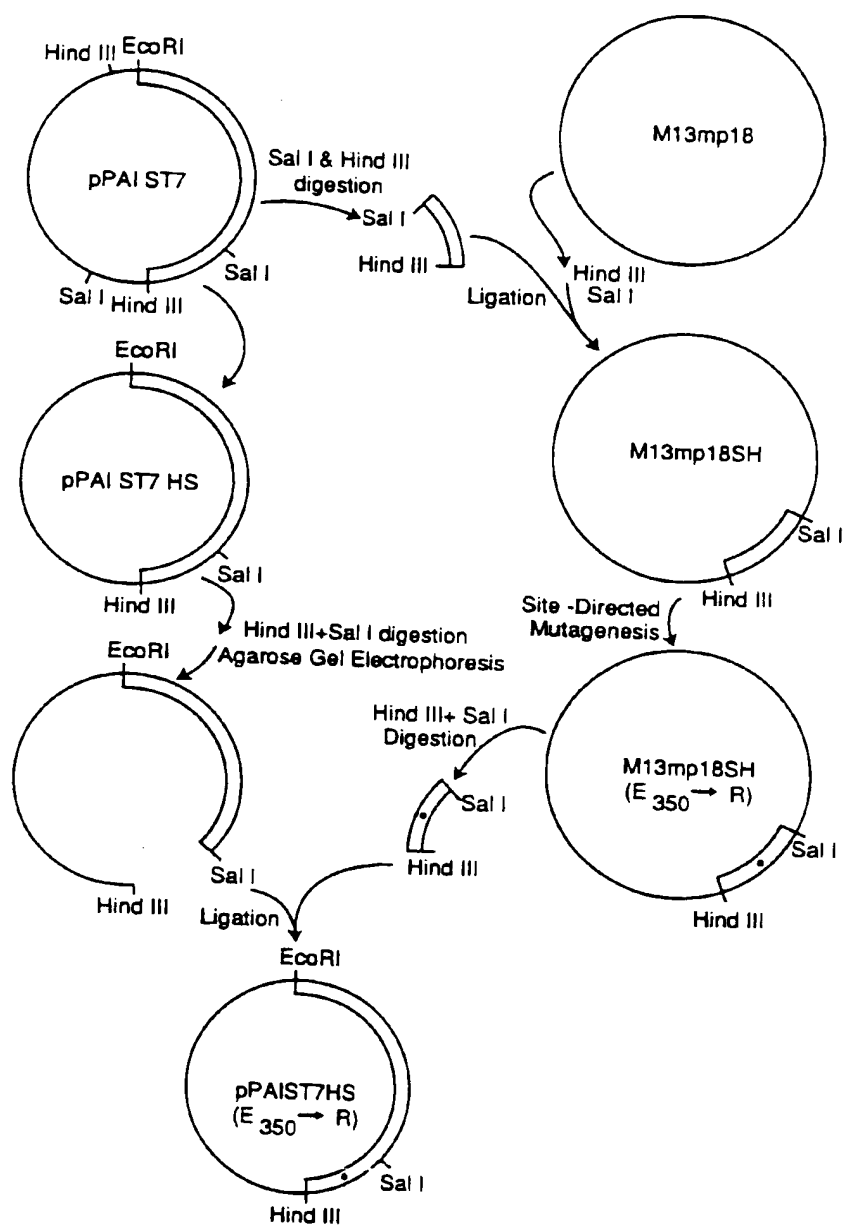 Hind III
EcoRI
pPAI ST7
Sal I
Hind III
Sal I
Sal I & Hind III
digestion
Sal I
Hind III
M13mp18
Hind III
Sal I
Ligation
EcoRI
pPAI ST7 HS
Sal I
Hind III
M13mp18SH
Sal I
Hind III
Site -Directed
Mutagenesis
Hind III+Sal I digestion
Agarose Gel Electrophoresis
EcoRI
Sal I
Hind III
Hind III+ Sal I
Digestion
Sal I
Hind III
M13mp18SH
(E 350 → R)
Sal I
Hind III
Ligation
EcoRI
pPAIST7HS
(E 350 → R)
Sal I
Hind III